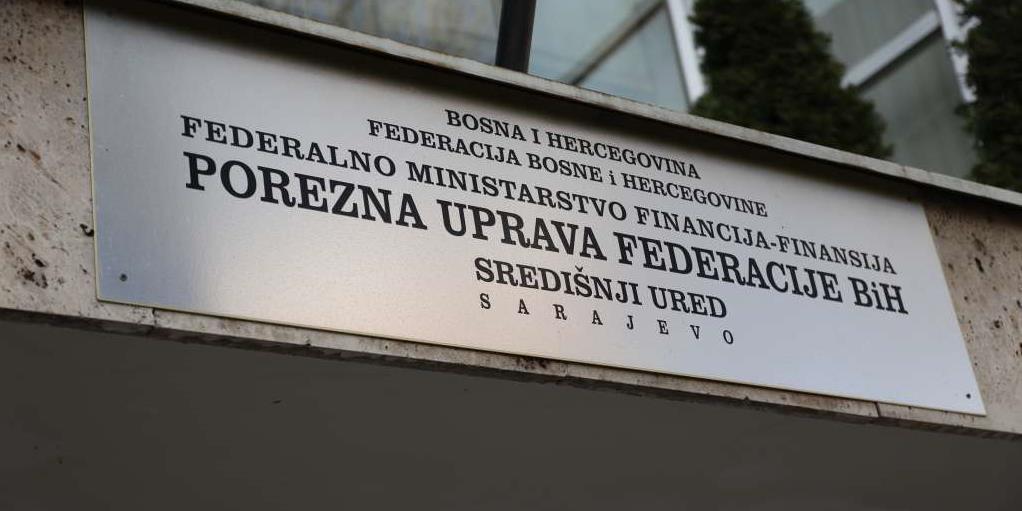 BOSNA I HERCEGOVINA
FEDERACIJA BOSNE i HERCEGOVINE
FEDERALNO MINISTARSTVO FINANCIJA-FINANSIJA
POREZNA UPRAVA FEDERACIJE BiH
SREDIŠNJI URED
SARAJEVO